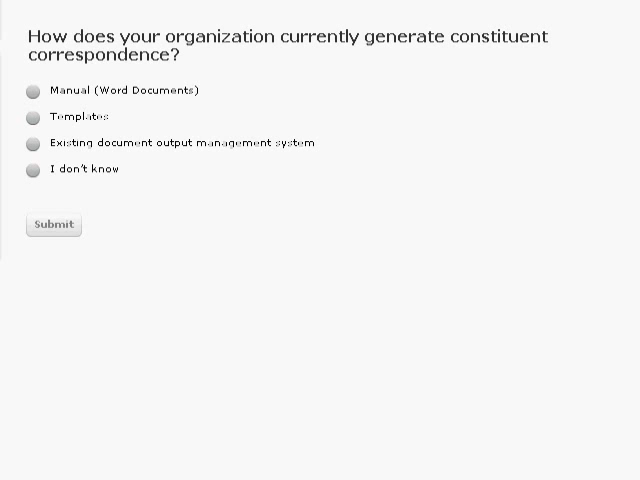 How does your organization currently generate constituent
correspondence?
Manual (Word Documents)
Templates
Existing document output management system
I don't know
Submit